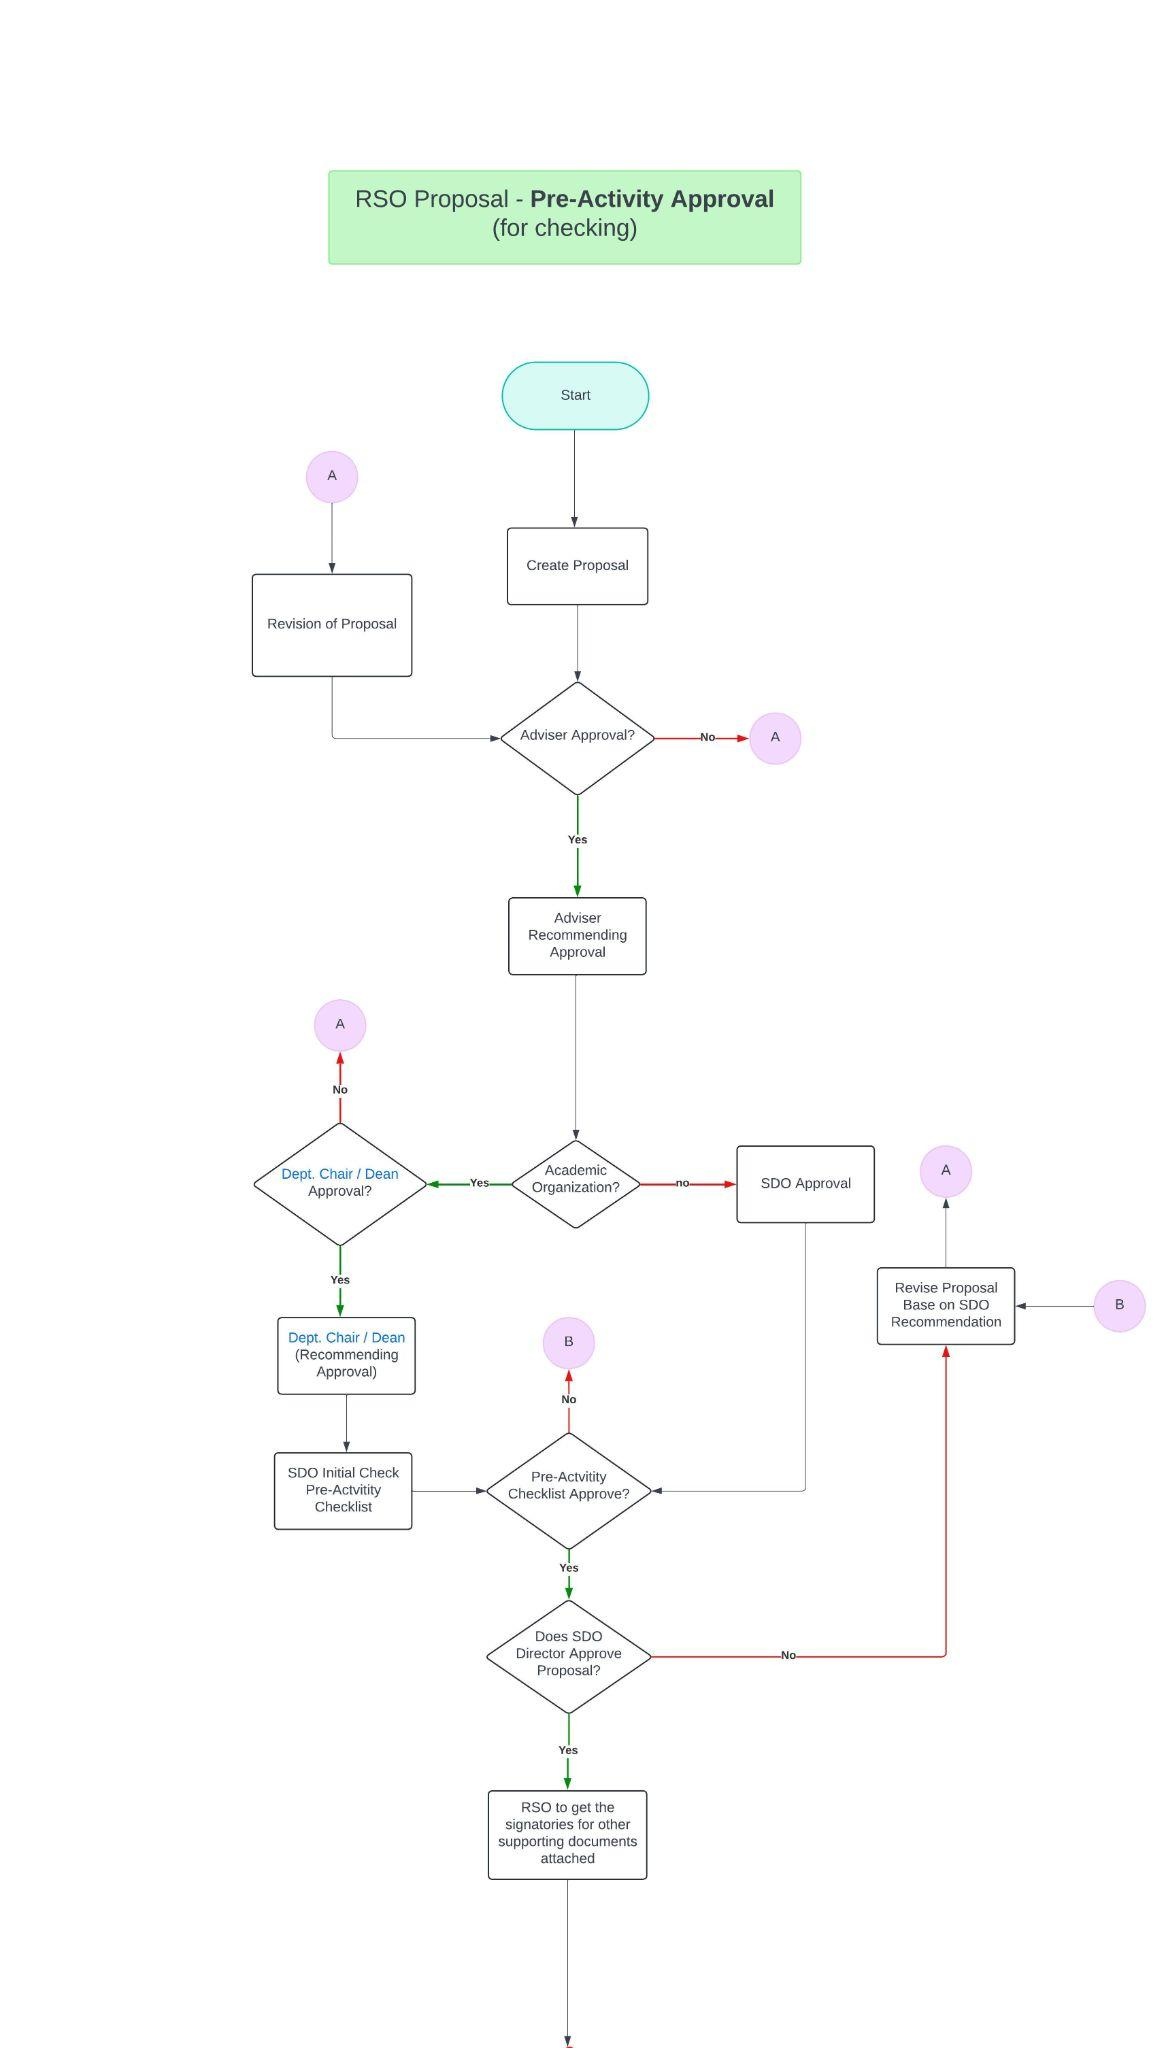 RSO Proposal - Pre-Activity Approval
(for checking)
Start
A
Create Proposal
Revision of Proposal
Adviser Approval?
No
A
Yes
Adviser
Recommending
Approval
A
No
Dept. Chair / Dean
Approval?
Yes
Academic
Organization?
no
SDO Approval
A
Yes
Revise Proposal
Base on SDO
Recommendation
B
Dept. Chair / Dean
(Recommending
Approval)
B
No
SDO Initial Check
Pre-Actvitity
Checklist
Pre-Actvitity
Checklist Approve?
Yes
Does SDO
Director Approve
Proposal?
No
Yes
RSO to get the
signatories for other
supporting documents
attached